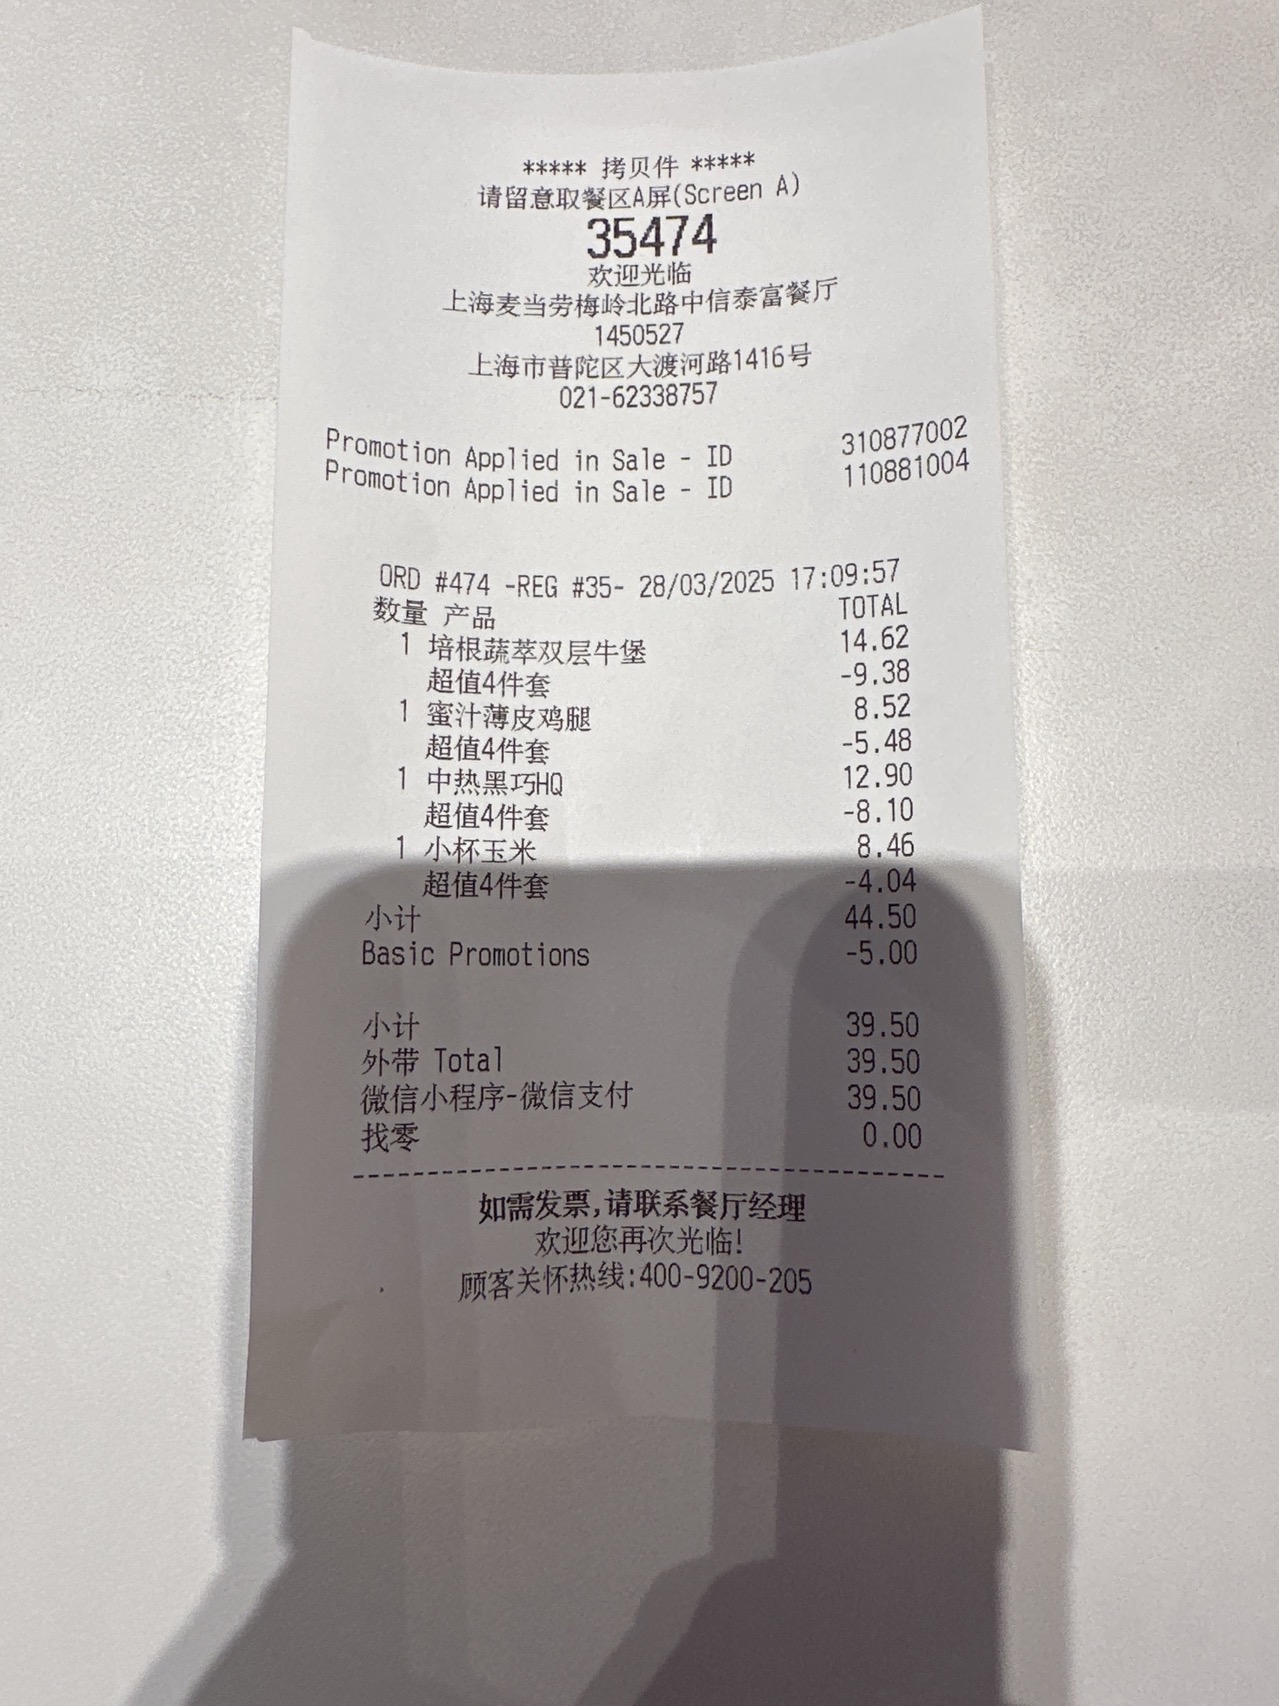 ***** 拷贝件 *****
请留意取餐区A屏(Screen A)
35474
欢迎光临
上海麦当劳梅岭北路中信泰富餐厅
1450527
上海市普陀区大渡河路1416号
021-62338757
Promotion Applied in Sale - ID 310877002
Promotion Applied in Sale - ID 110881004
ORD #474 -REG #35- 28/03/2025 17:09:57
数量 产品 TOTAL
1 培根蔬萃双层牛堡 14.62
超值4件套 -9.38
1 蜜汁薄皮鸡腿 8.52
超值4件套 -5.48
1 中热黑巧HQ 12.90
超值4件套 -8.10
1 小杯玉米 8.46
超值4件套 -4.04
小计 44.50
Basic Promotions -5.00
小计 39.50
外带 Total 39.50
微信小程序-微信支付 39.50
找零 0.00
如需发票,请联系餐厅经理
欢迎您再次光临!
顾客关怀热线:400-9200-205